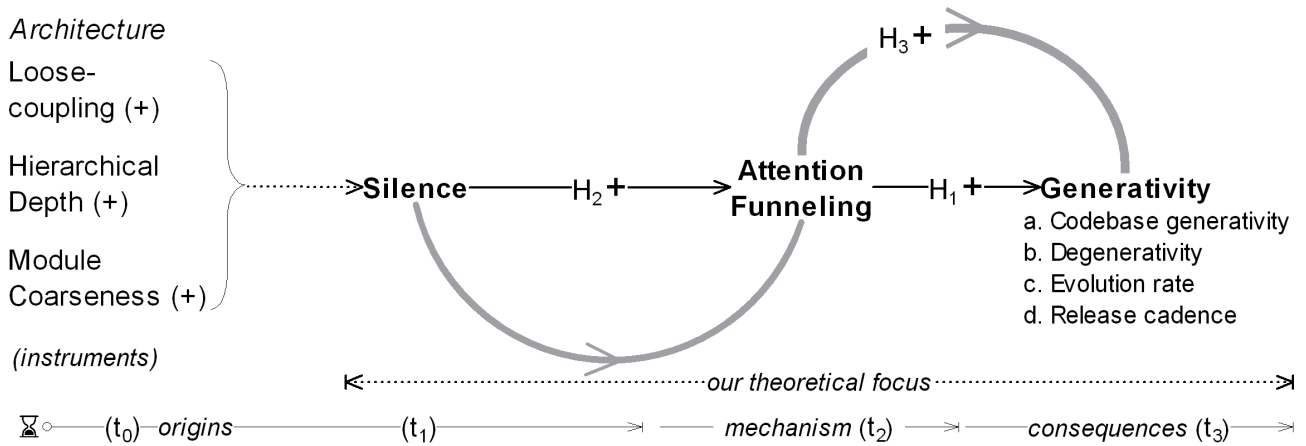 Architecture
Loose-
coupling (+)
Hierarchical
Depth (+)
Module
Coarseness (+)
(instruments)
Silence
H₂+
Attention
Funneling
H₃+
H₁+
Generativity
a. Codebase generativity
b. Degenerativity
c. Evolution rate
d. Release cadence
our theoretical focus
(t₀) origins (t₁) mechanism (t₂) consequences (t₃)